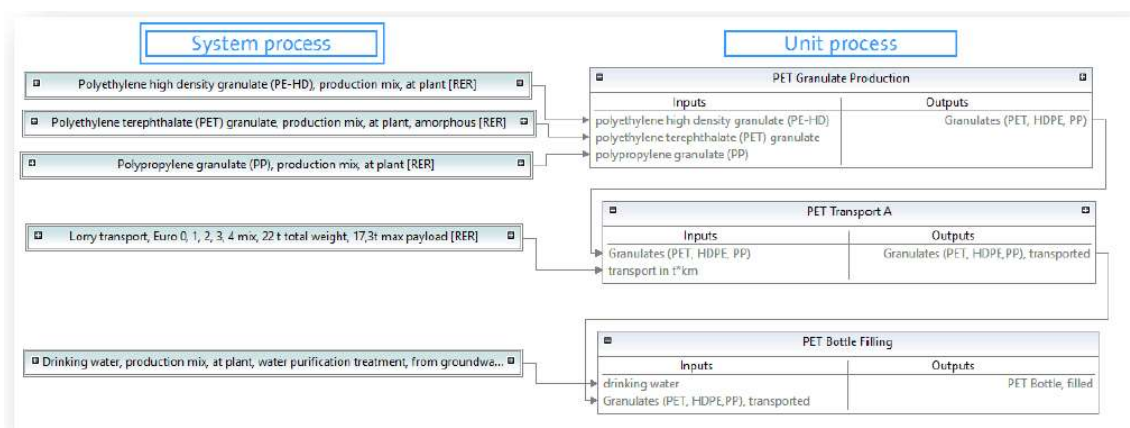 System process
Unit process
Polyethylene high density granulate (PE-HD), production mix, at plant [RER]
Polyethylene terephthalate (PET) granulate, production mix, at plant, amorphous [RER]
Polypropylene granulate (PP), production mix, at plant [RER]
Lorry transport, Euro 0, 1, 2, 3, 4 mix, 22 t total weight, 17,3t max payload [RER]
Drinking water, production mix, at plant, water purification treatment, from groundwa...
PET Granulate Production
Inputs
Outputs
polyethylene high density granulate (PE-HD)
Granulates (PET, HDPE, PP)
polyethylene terephthalate (PET) granulate
polypropylene granulate (PP)
PET Transport A
Inputs
Outputs
Granulates (PET, HDPE, PP)
Granulates (PET, HDPE,PP), transported
transport in t*km
PET Bottle Filling
Inputs
Outputs
drinking water
PET Bottle, filled
Granulates (PET, HDPE,PP), transported